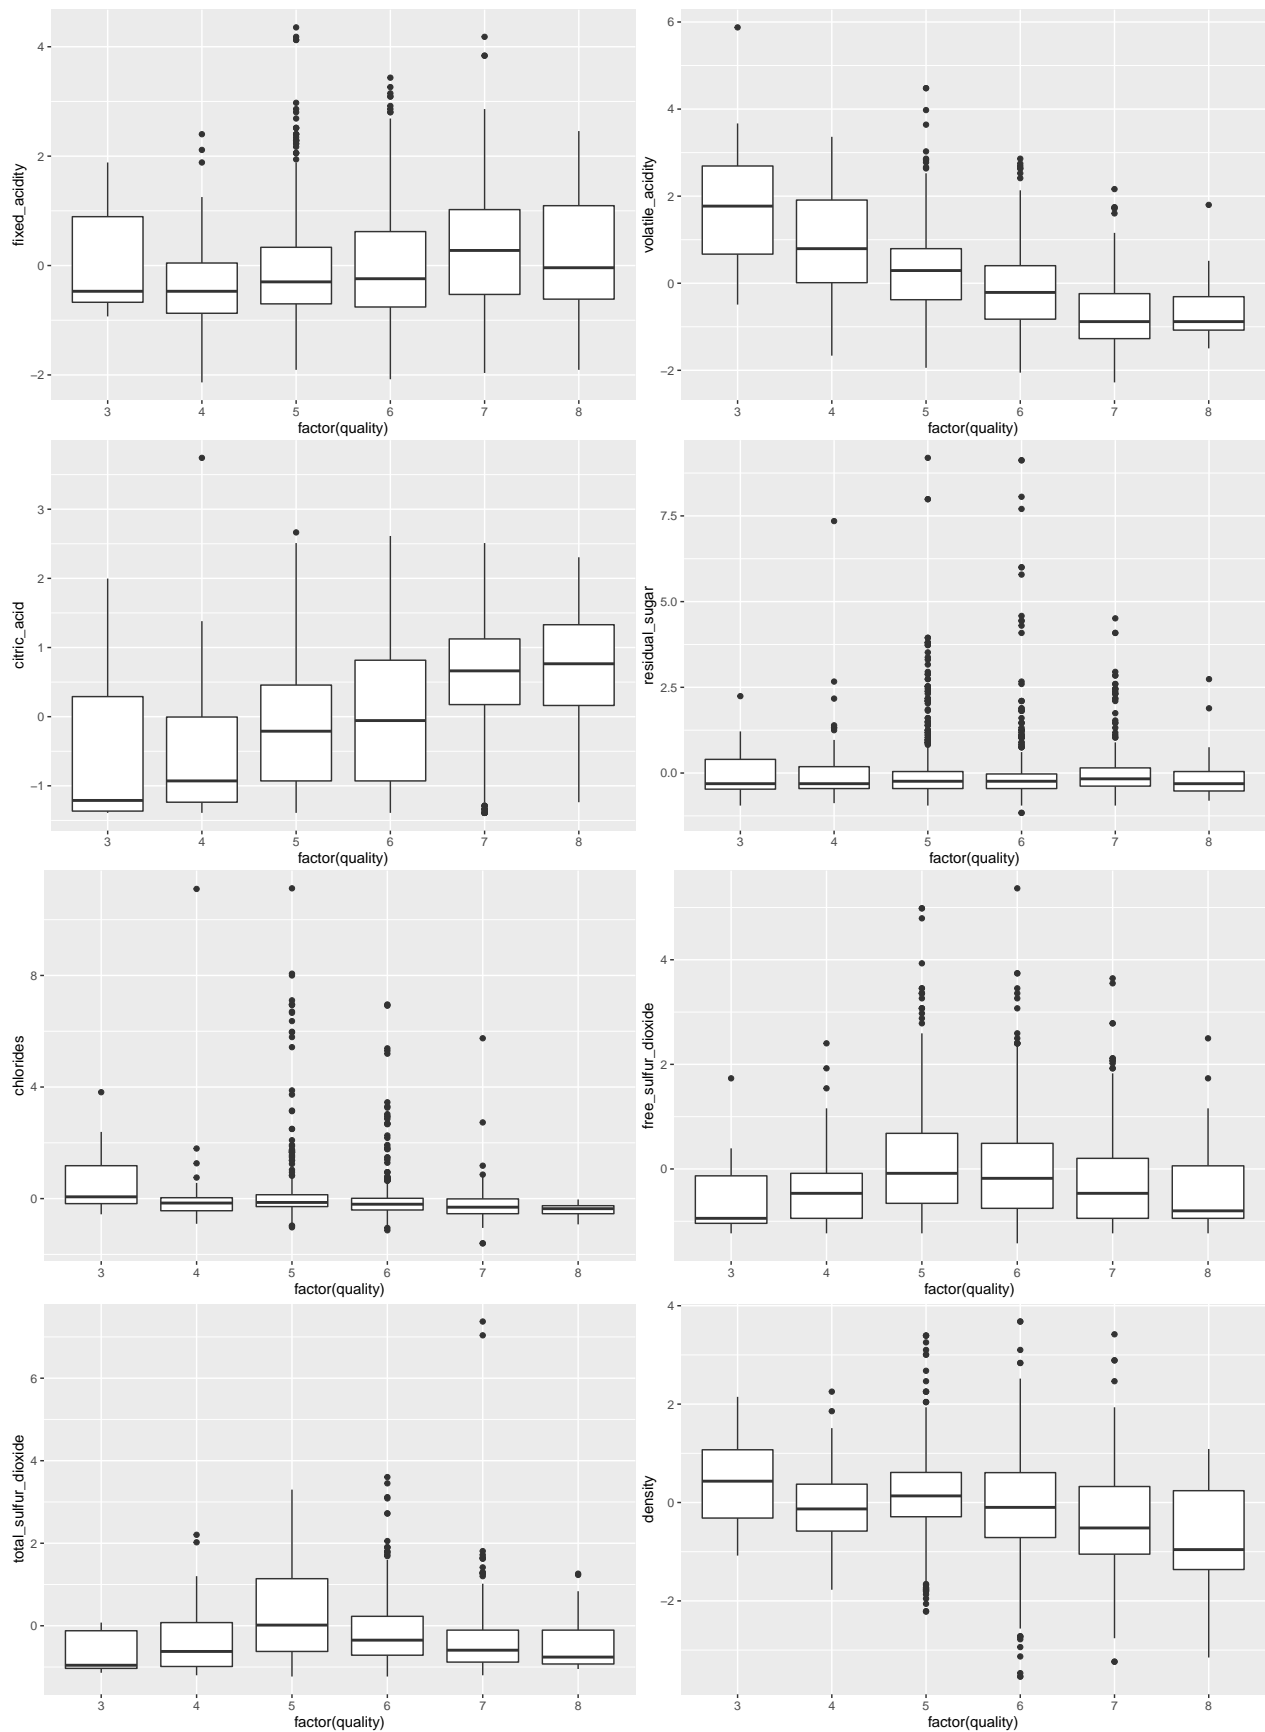 fixed_acidity
4
2
0
−2
3 4 5 6 7 8
factor(quality)
volatile_acidity
6
4
2
0
−2
3 4 5 6 7 8
factor(quality)
citric_acid
3
2
1
0
−1
3 4 5 6 7 8
factor(quality)
residual_sugar
7.5
5.0
2.5
0.0
3 4 5 6 7 8
factor(quality)
chlorides
8
4
0
3 4 5 6 7 8
factor(quality)
free_sulfur_dioxide
4
2
0
3 4 5 6 7 8
factor(quality)
total_sulfur_dioxide
6
4
2
0
3 4 5 6 7 8
factor(quality)
density
4
2
0
−2
3 4 5 6 7 8
factor(quality)